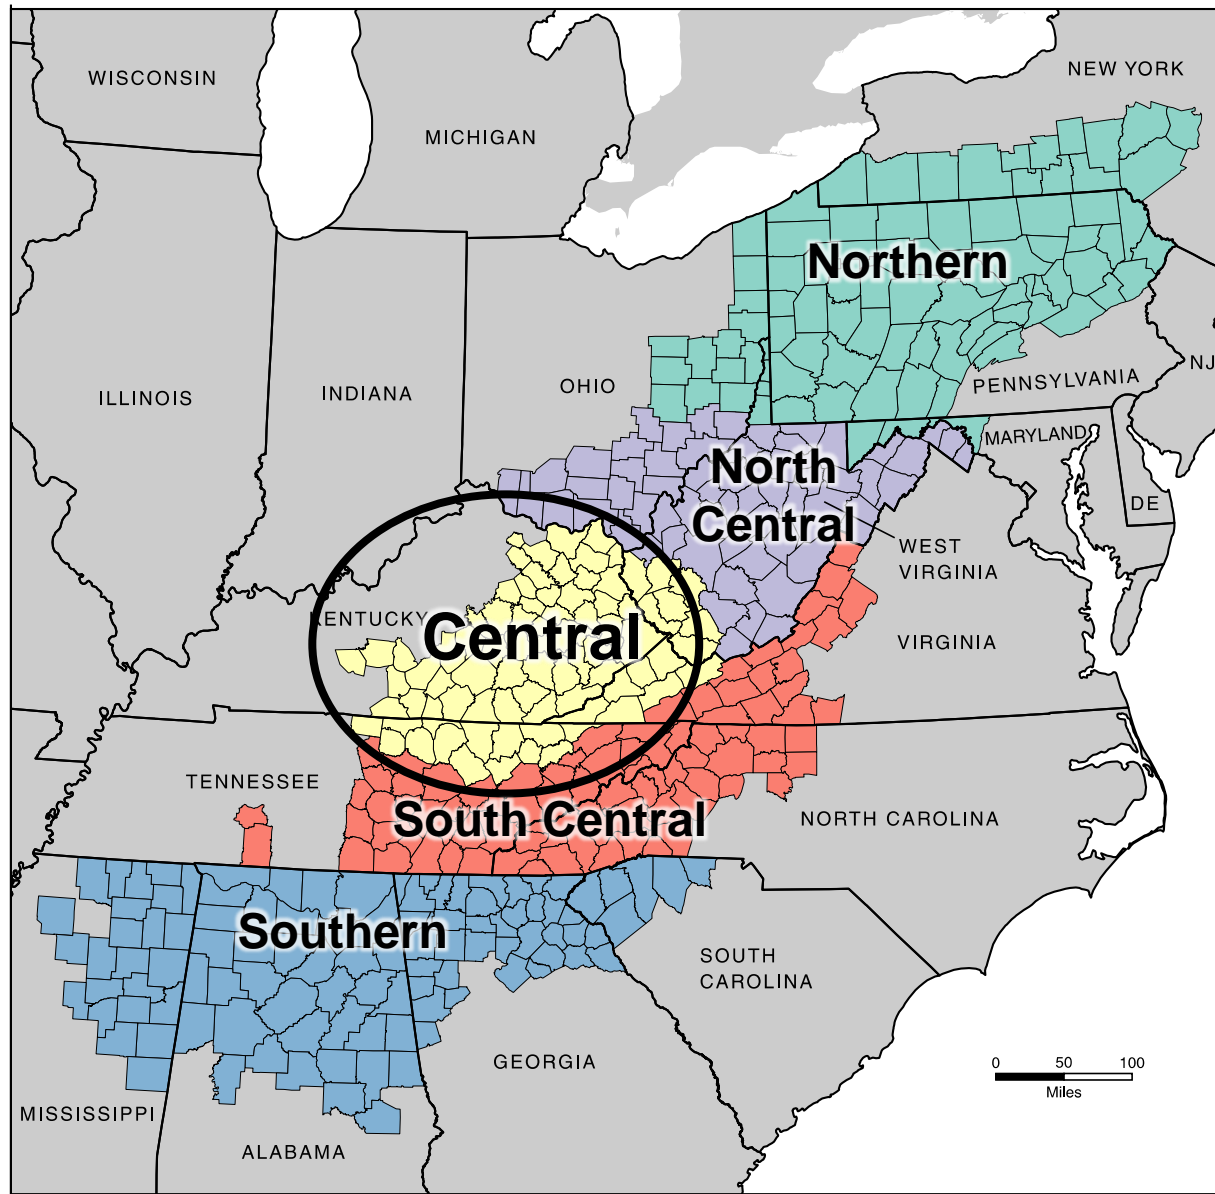 NEW YORK
WISCONSIN
MICHIGAN
Northern
NJ
PENNSYLVANIA
OHIO
INDIANA
ILLINOIS
MARYLAND
North
Central
DE
WEST
VIRGINIA
KENTUCKY
Central
VIRGINIA
TENNESSEE
South Central
NORTH CAROLINA
Southern
SOUTH
CAROLINA
GEORGIA
0 50 100
Miles
MISSISSIPPI
ALABAMA